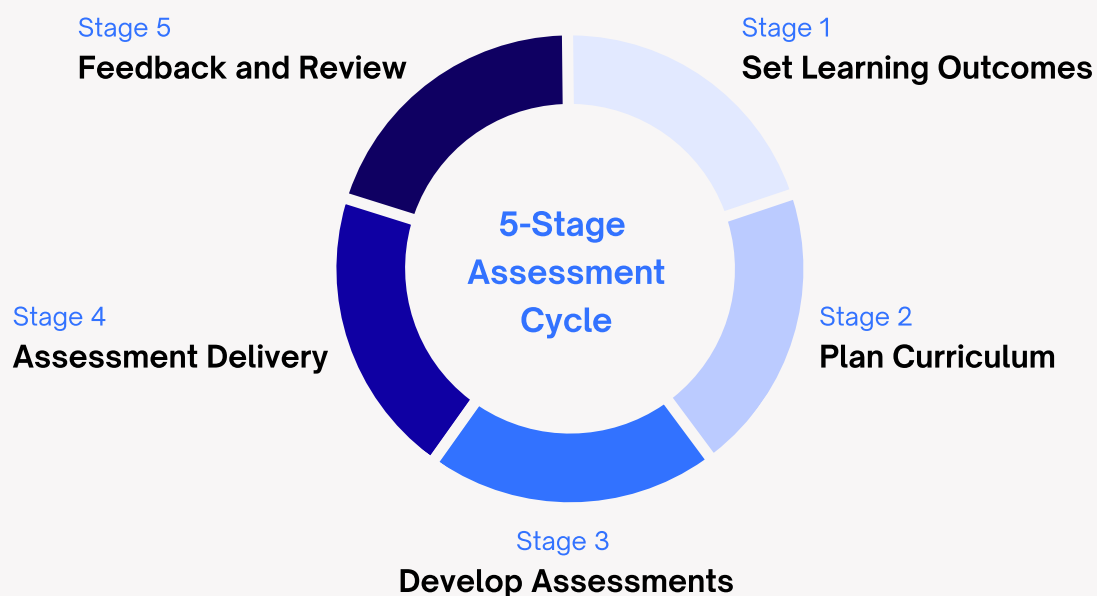 Stage 5
Feedback and Review
Stage 1
Set Learning Outcomes
5-Stage
Assessment
Cycle
Stage 4
Assessment Delivery
Stage 2
Plan Curriculum
Stage 3
Develop Assessments